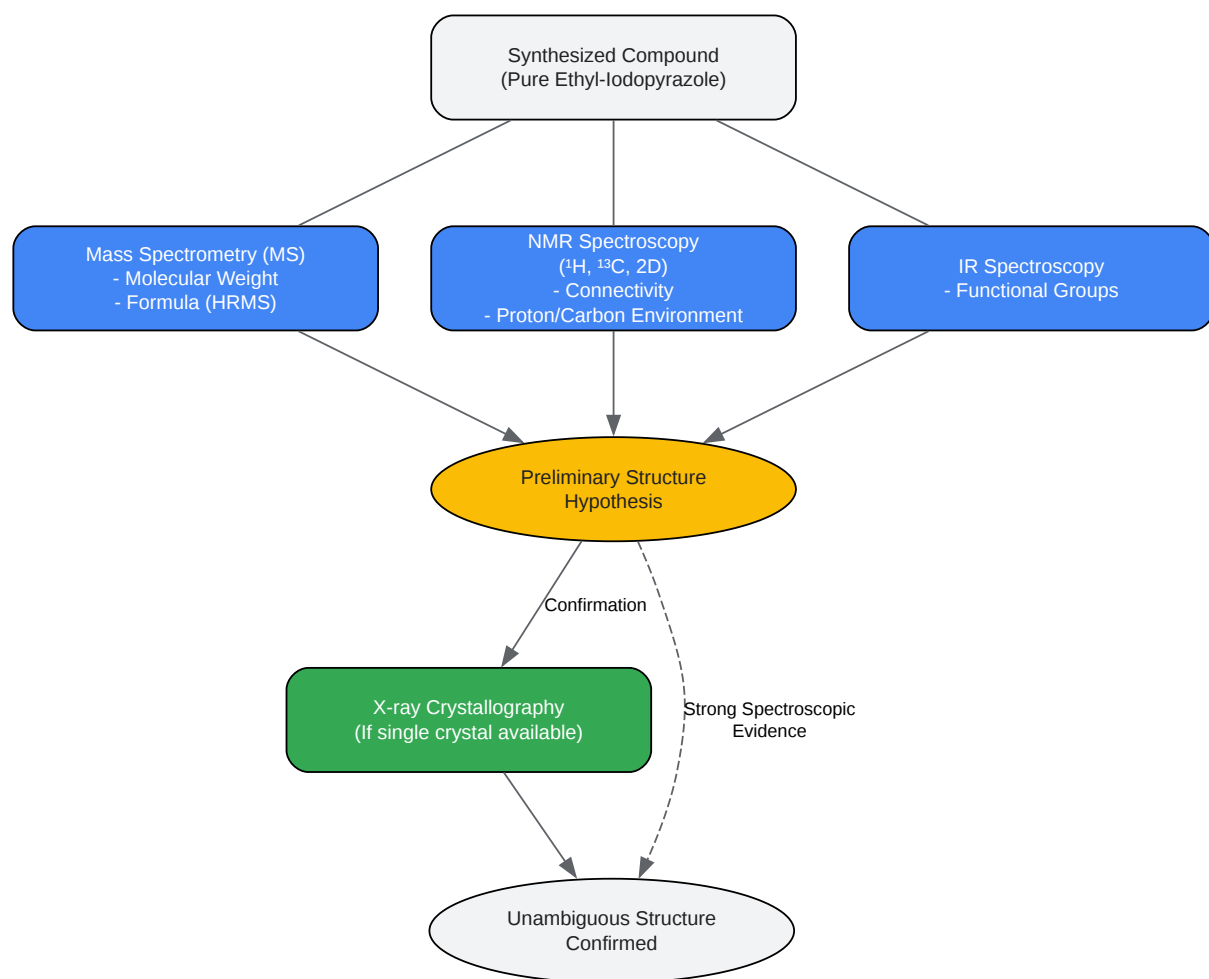 Synthesized Compound
(Pure Ethyl-Iodopyrazole)
Mass Spectrometry (MS)
- Molecular Weight
- Formula (HRMS)
NMR Spectroscopy
(¹H, ¹³C, 2D)
- Connectivity
- Proton/Carbon Environment
IR Spectroscopy
- Functional Groups
Preliminary Structure
Hypothesis
Confirmation
X-ray Crystallography
(If single crystal available)
Strong Spectroscopic
Evidence
Unambiguous Structure
Confirmed